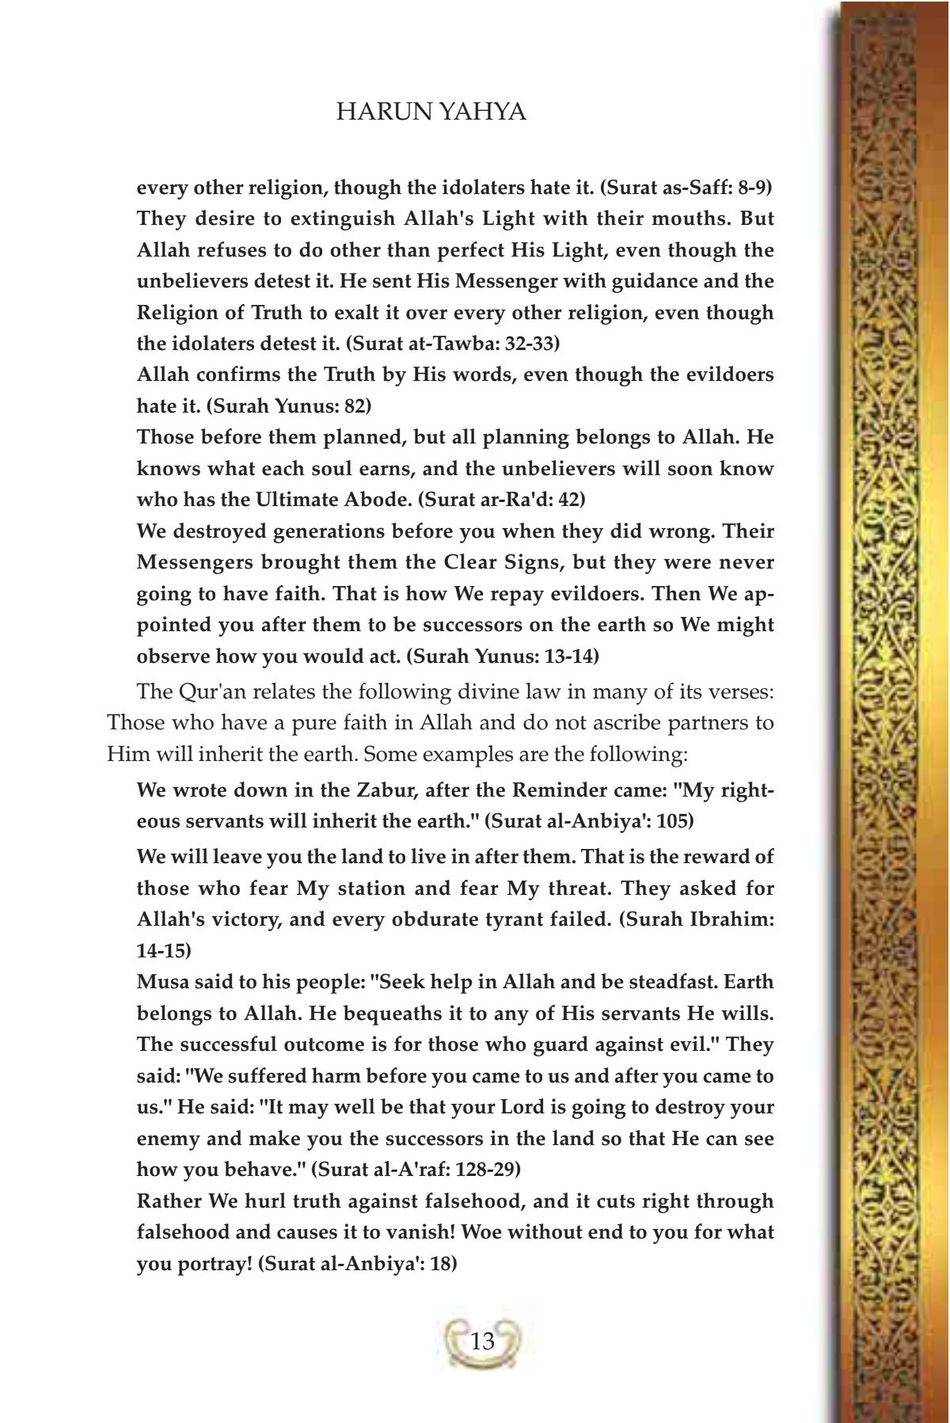 HARUN YAHYA
every other religion, though the idolaters hate it. (Surat as-Saff: 8-9)
They desire to extinguish Allah's Light with their mouths. But
Allah refuses to do other than perfect His Light, even though the
unbelievers detest it. He sent His Messenger with guidance and the
Religion of Truth to exalt it over every other religion, even though
the idolaters detest it. (Surat at-Tawba: 32-33)
Allah confirms the Truth by His words, even though the evildoers
hate it. (Surah Yunus: 82)
Those before them planned, but all planning belongs to Allah. He
knows what each soul earns, and the unbelievers will soon know
who has the Ultimate Abode. (Surat ar-Ra'd: 42)
We destroyed generations before you when they did wrong. Their
Messengers brought them the Clear Signs, but they were never
going to have faith. That is how We repay evildoers. Then We ap-
pointed you after them to be successors on the earth so We might
observe how you would act. (Surah Yunus: 13-14)
The Qur'an relates the following divine law in many of its verses:
Those who have a pure faith in Allah and do not ascribe partners to
Him will inherit the earth. Some examples are the following:
We wrote down in the Zabur, after the Reminder came: "My right-
eous servants will inherit the earth." (Surat al-Anbiya': 105)
We will leave you the land to live in after them. That is the reward of
those who fear My station and fear My threat. They asked for
Allah's victory, and every obdurate tyrant failed. (Surah Ibrahim:
14-15)
Musa said to his people: "Seek help in Allah and be steadfast. Earth
belongs to Allah. He bequeaths it to any of His servants He wills.
The successful outcome is for those who guard against evil." They
said: "We suffered harm before you came to us and after you came to
us." He said: "It may well be that your Lord is going to destroy your
enemy and make you the successors in the land so that He can see
how you behave." (Surat al-A'raf: 128-29)
Rather We hurl truth against falsehood, and it cuts right through
falsehood and causes it to vanish! Woe without end to you for what
you portray! (Surat al-Anbiya': 18)
13